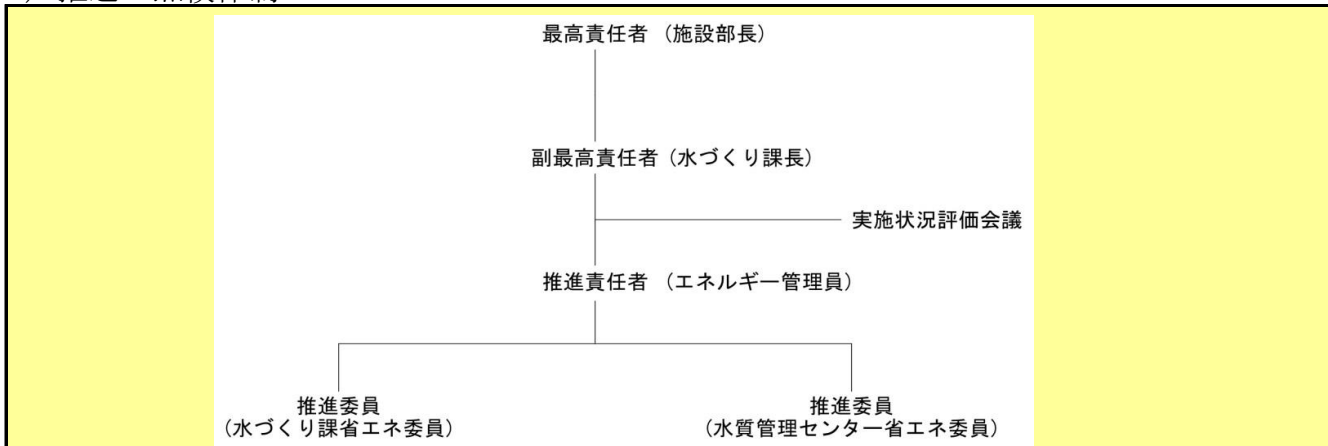 最高責任者 (施設部長)
副最高責任者 (水づくり課長)
実施状況評価会議
推進責任者 (エネルギー管理員)
推進委員
(水づくり課省エネ委員)
推進委員
(水質管理センター省エネ委員)